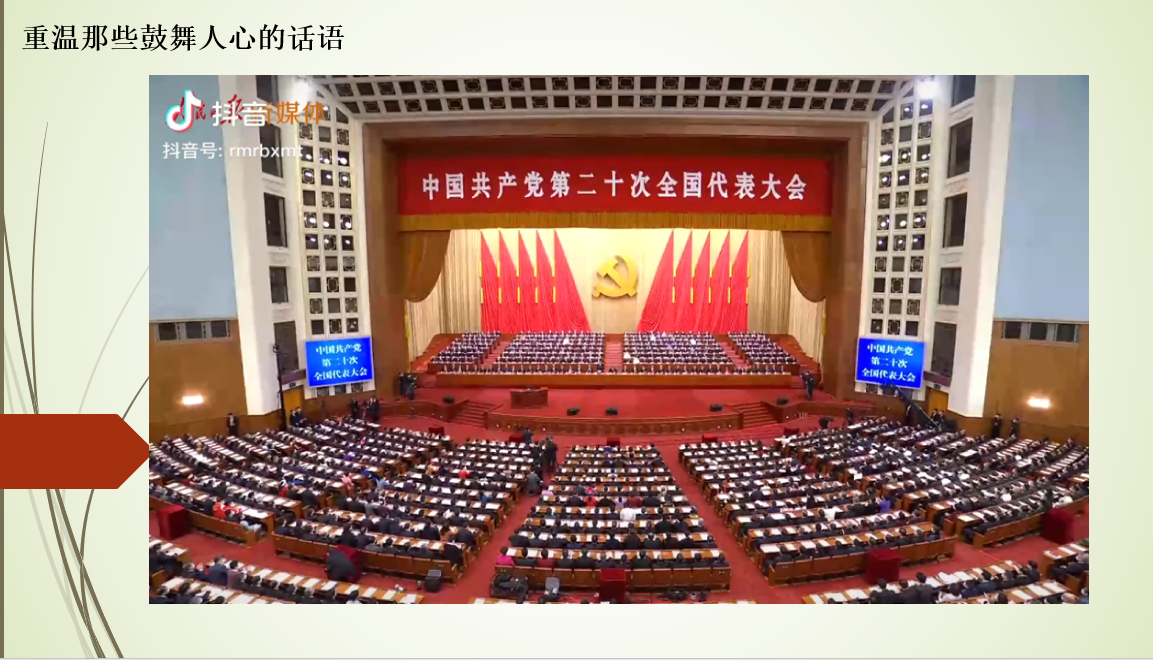 重温那些鼓舞人心的话语
抖音
媒体
抖音号: rmrbxmt
中国共产党第二十次全国代表大会
中国共产党
第二十次
全国代表大会
中国共产党
第二十次
全国代表大会